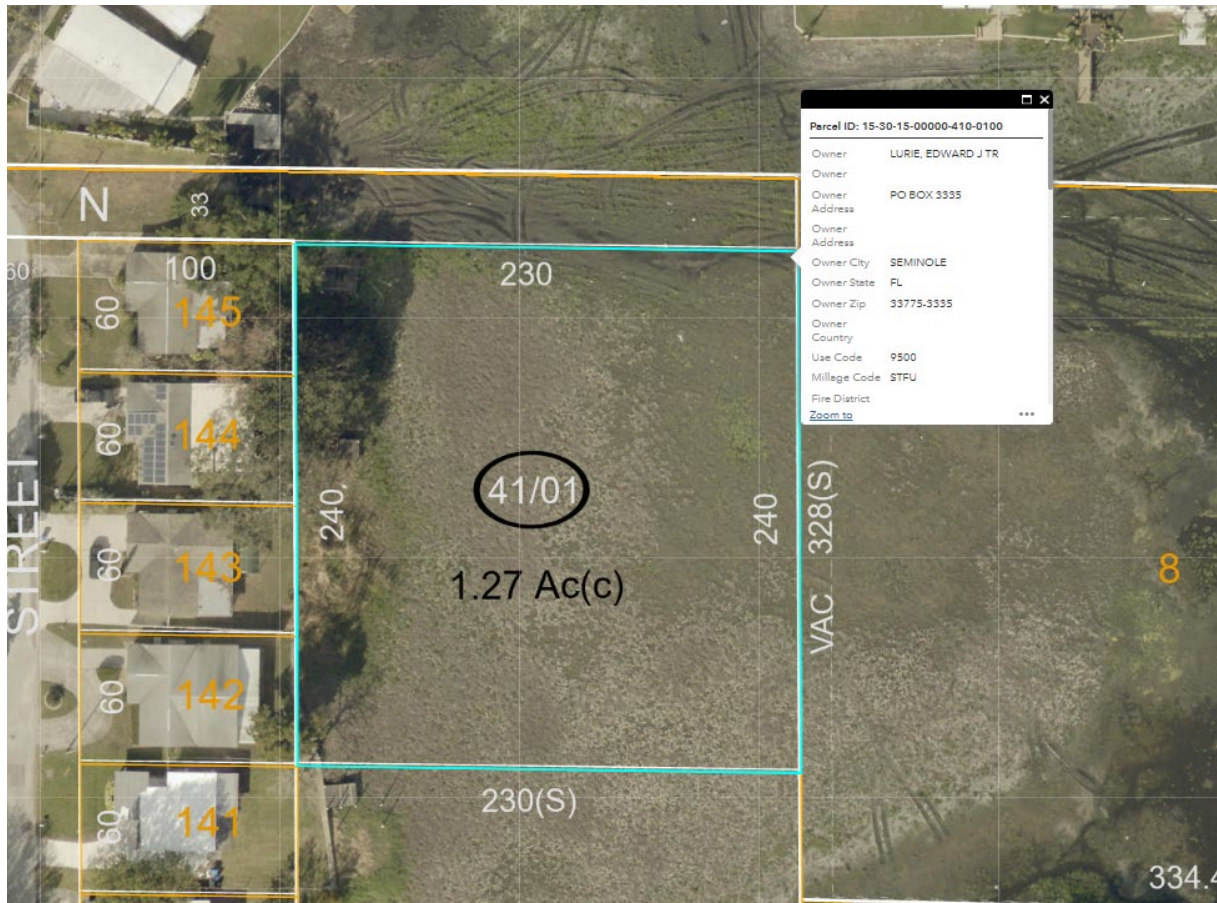 Parcel ID: 15-30-15-00000-410-0100
Owner LURIE, EDWARD J TR
Owner
Owner Address PO BOX 3335
Owner Address
Owner City SEMINOLE
Owner State FL
Owner Zip 33775-3335
Owner Country
Use Code 9500
Millage Code STFU
Fire District
Zoom to
N
33
60
100
230
60
145
60
144
240.
41/01
240
VAC 328(S)
STREET
60
143
1.27 Ac(c)
8
60
142
60
141
230(S)
334.4